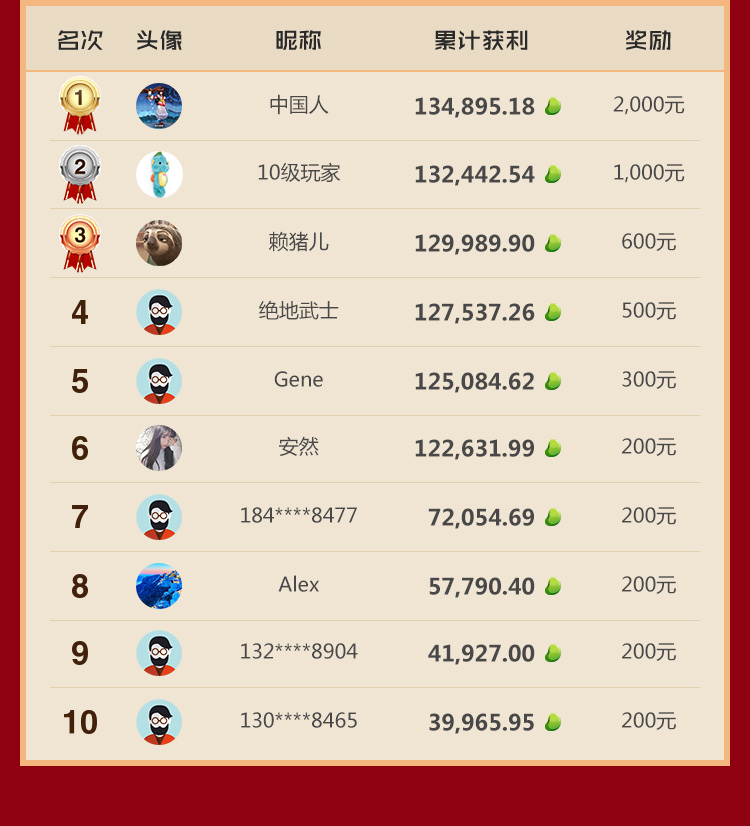 名次 头像 昵称 累计获利 奖励
1 中国人 134,895.18 2,000元
2 10级玩家 132,442.54 1,000元
3 赖猪儿 129,989.90 600元
4 绝地武士 127,537.26 500元
5 Gene 125,084.62 300元
6 安然 122,631.99 200元
7 184****8477 72,054.69 200元
8 Alex 57,790.40 200元
9 132****8904 41,927.00 200元
10 130****8465 39,965.95 200元